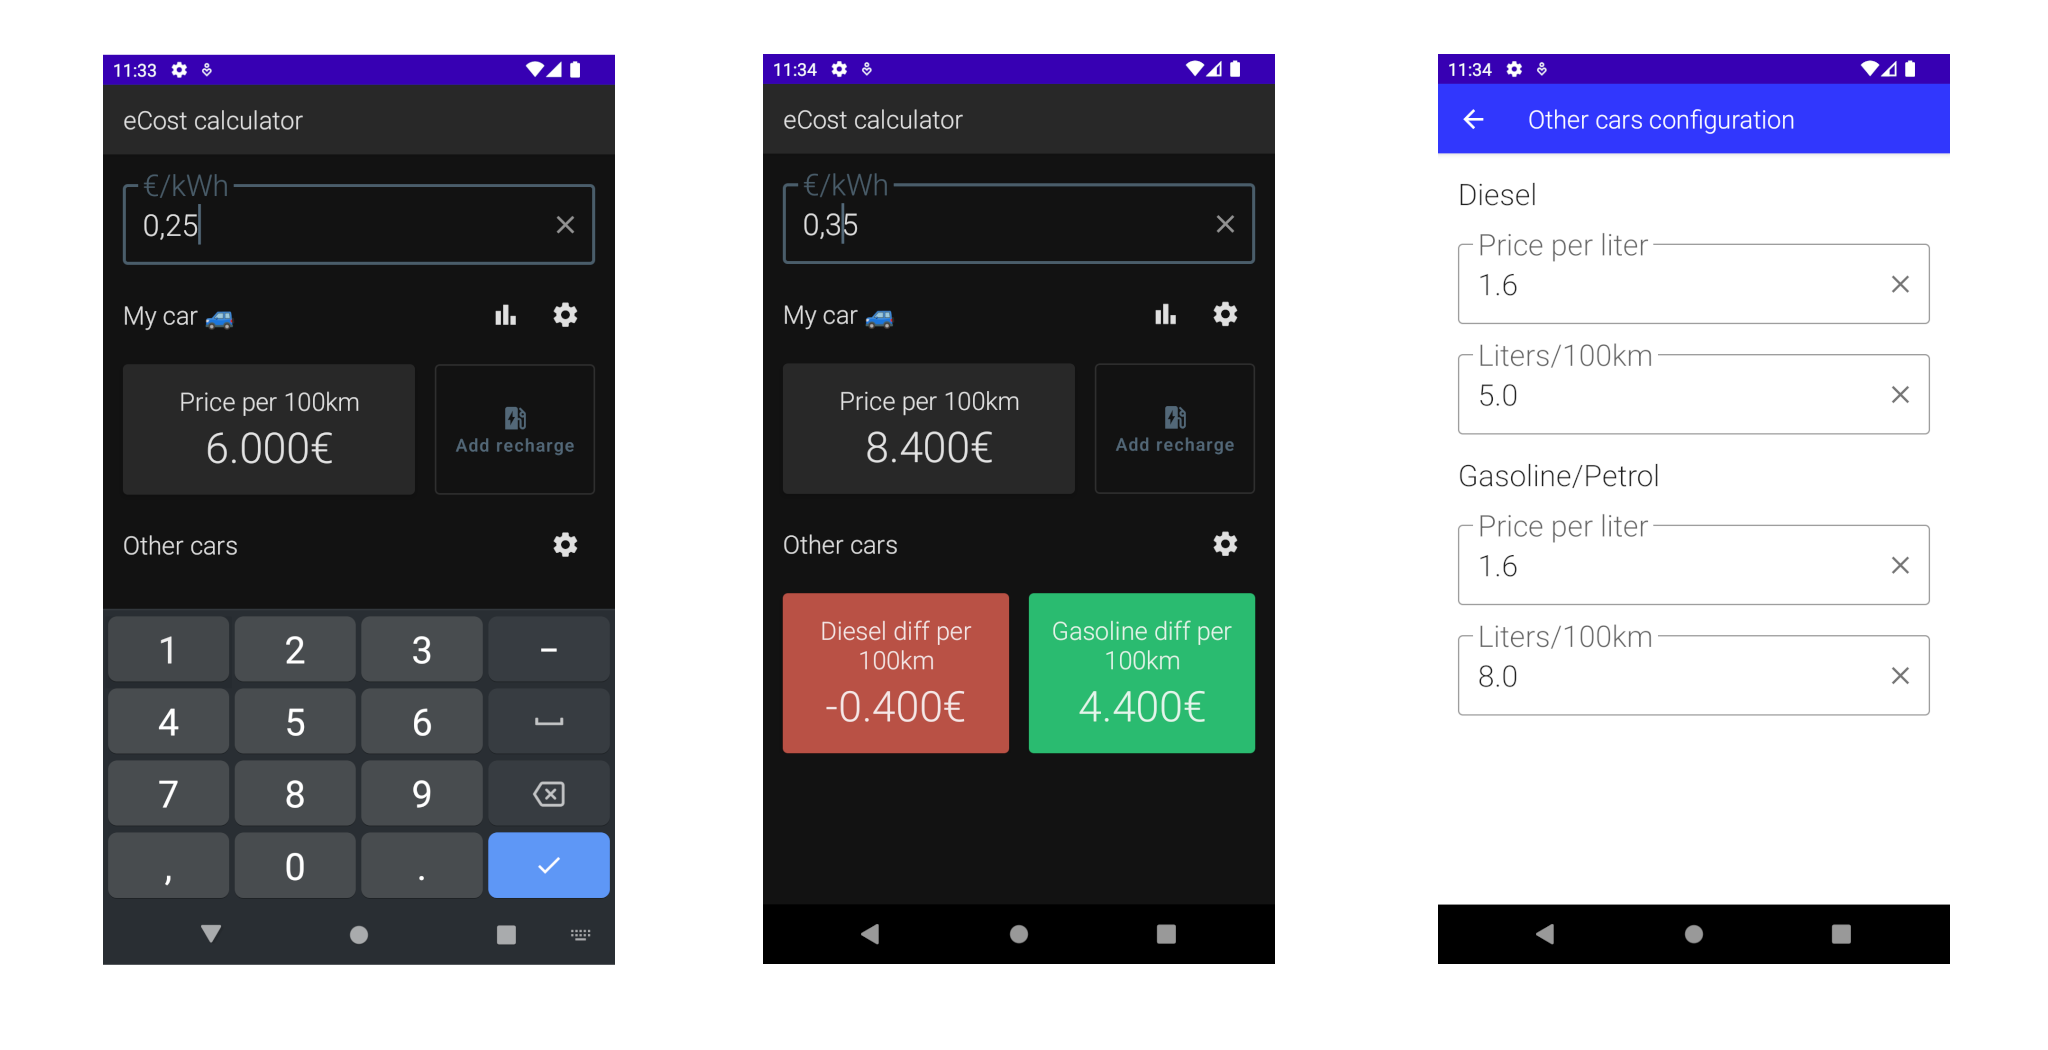 11:33
eCost calculator
€/kWh
0,25
My car
Price per 100km
6.000€
Add recharge
Other cars
1 2 3 -
4 5 6
7 8 9
, 0 .
11:34
eCost calculator
€/kWh
0,35
My car
Price per 100km
8.400€
Add recharge
Other cars
Diesel diff per
100km
-0.400€
Gasoline diff per
100km
4.400€
11:34
Other cars configuration
Diesel
Price per liter
1.6
Liters/100km
5.0
Gasoline/Petrol
Price per liter
1.6
Liters/100km
8.0